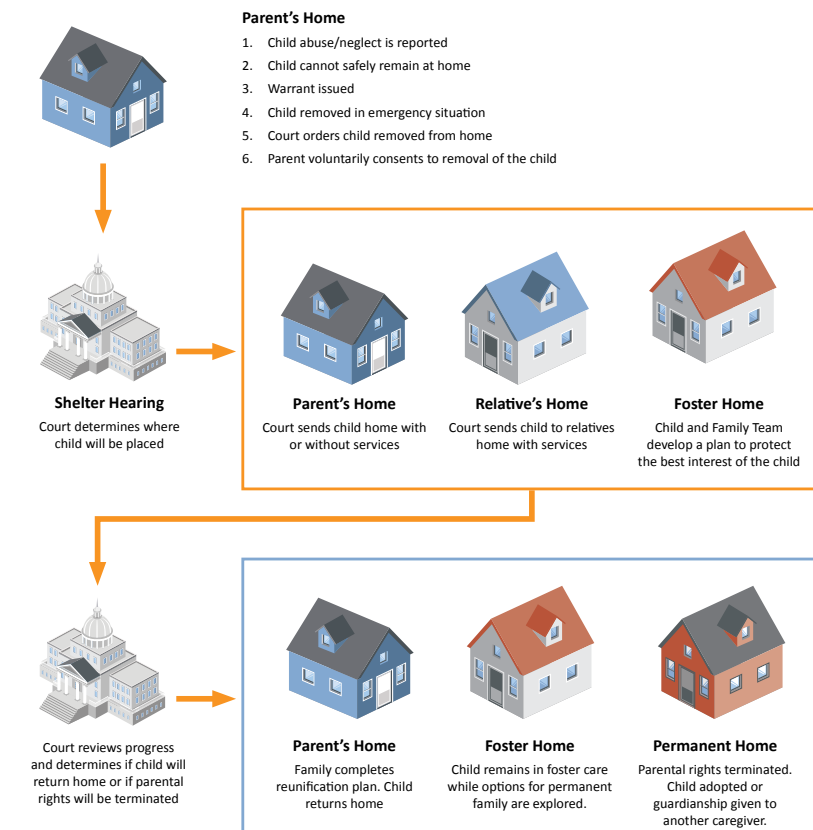 Parent's Home
1. Child abuse/neglect is reported
2. Child cannot safely remain at home
3. Warrant issued
4. Child removed in emergency situation
5. Court orders child removed from home
6. Parent voluntarily consents to removal of the child
Shelter Hearing
Court determines where
child will be placed
Parent's Home
Court sends child home with
or without services
Relative's Home
Court sends child to relatives
home with services
Foster Home
Child and Family Team
develop a plan to protect
the best interest of the child
Court reviews progress
and determines if child will
return home or if parental
rights will be terminated
Parent's Home
Family completes
reunification plan. Child
returns home
Foster Home
Child remains in foster care
while options for permanent
family are explored.
Permanent Home
Parental rights terminated.
Child adopted or
guardianship given to
another caregiver.